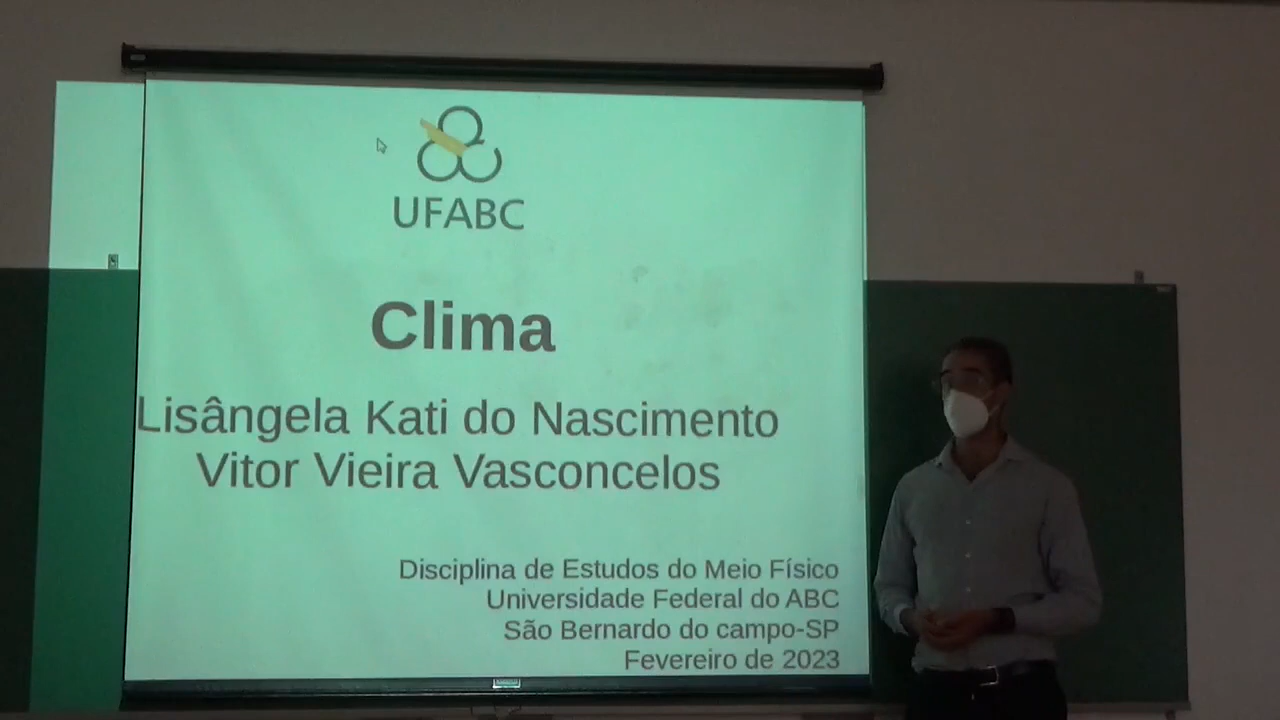 UFABC
Clima
Lisângela Kati do Nascimento
Vitor Vieira Vasconcelos
Disciplina de Estudos do Meio Físico
Universidade Federal do ABC
São Bernardo do campo-SP
Fevereiro de 2023